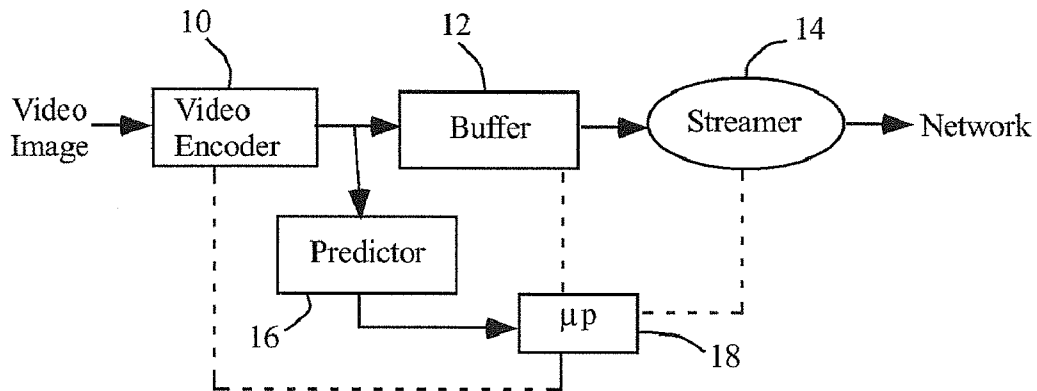 10
12
14
Video
Image
Video
Encoder
Buffer
Streamer
Network
Predictor
16
μp
18